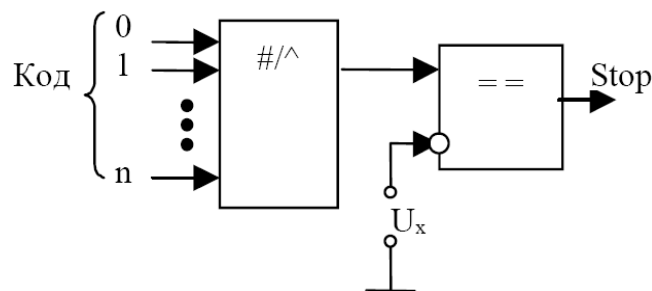 0
Код
1
n
#/^
= =
Stop
Uₓ